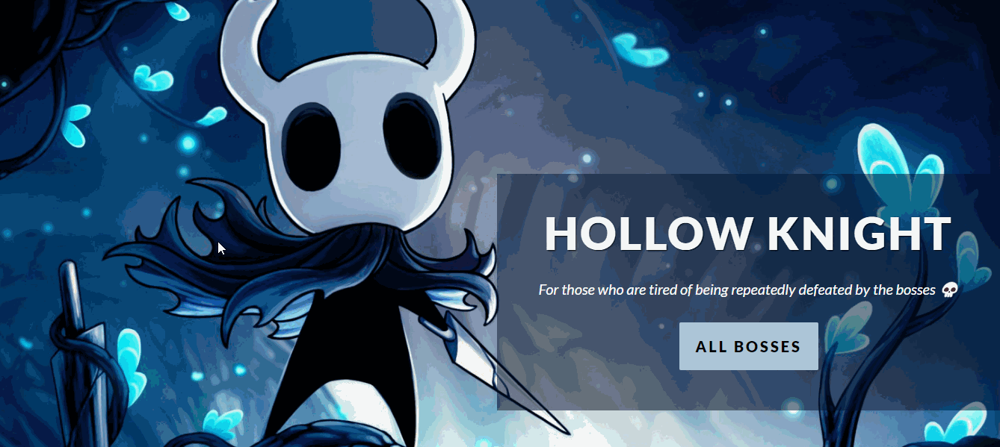 HOLLOW KNIGHT
For those who are tired of being repeatedly defeated by the bosses 💀
ALL BOSSES